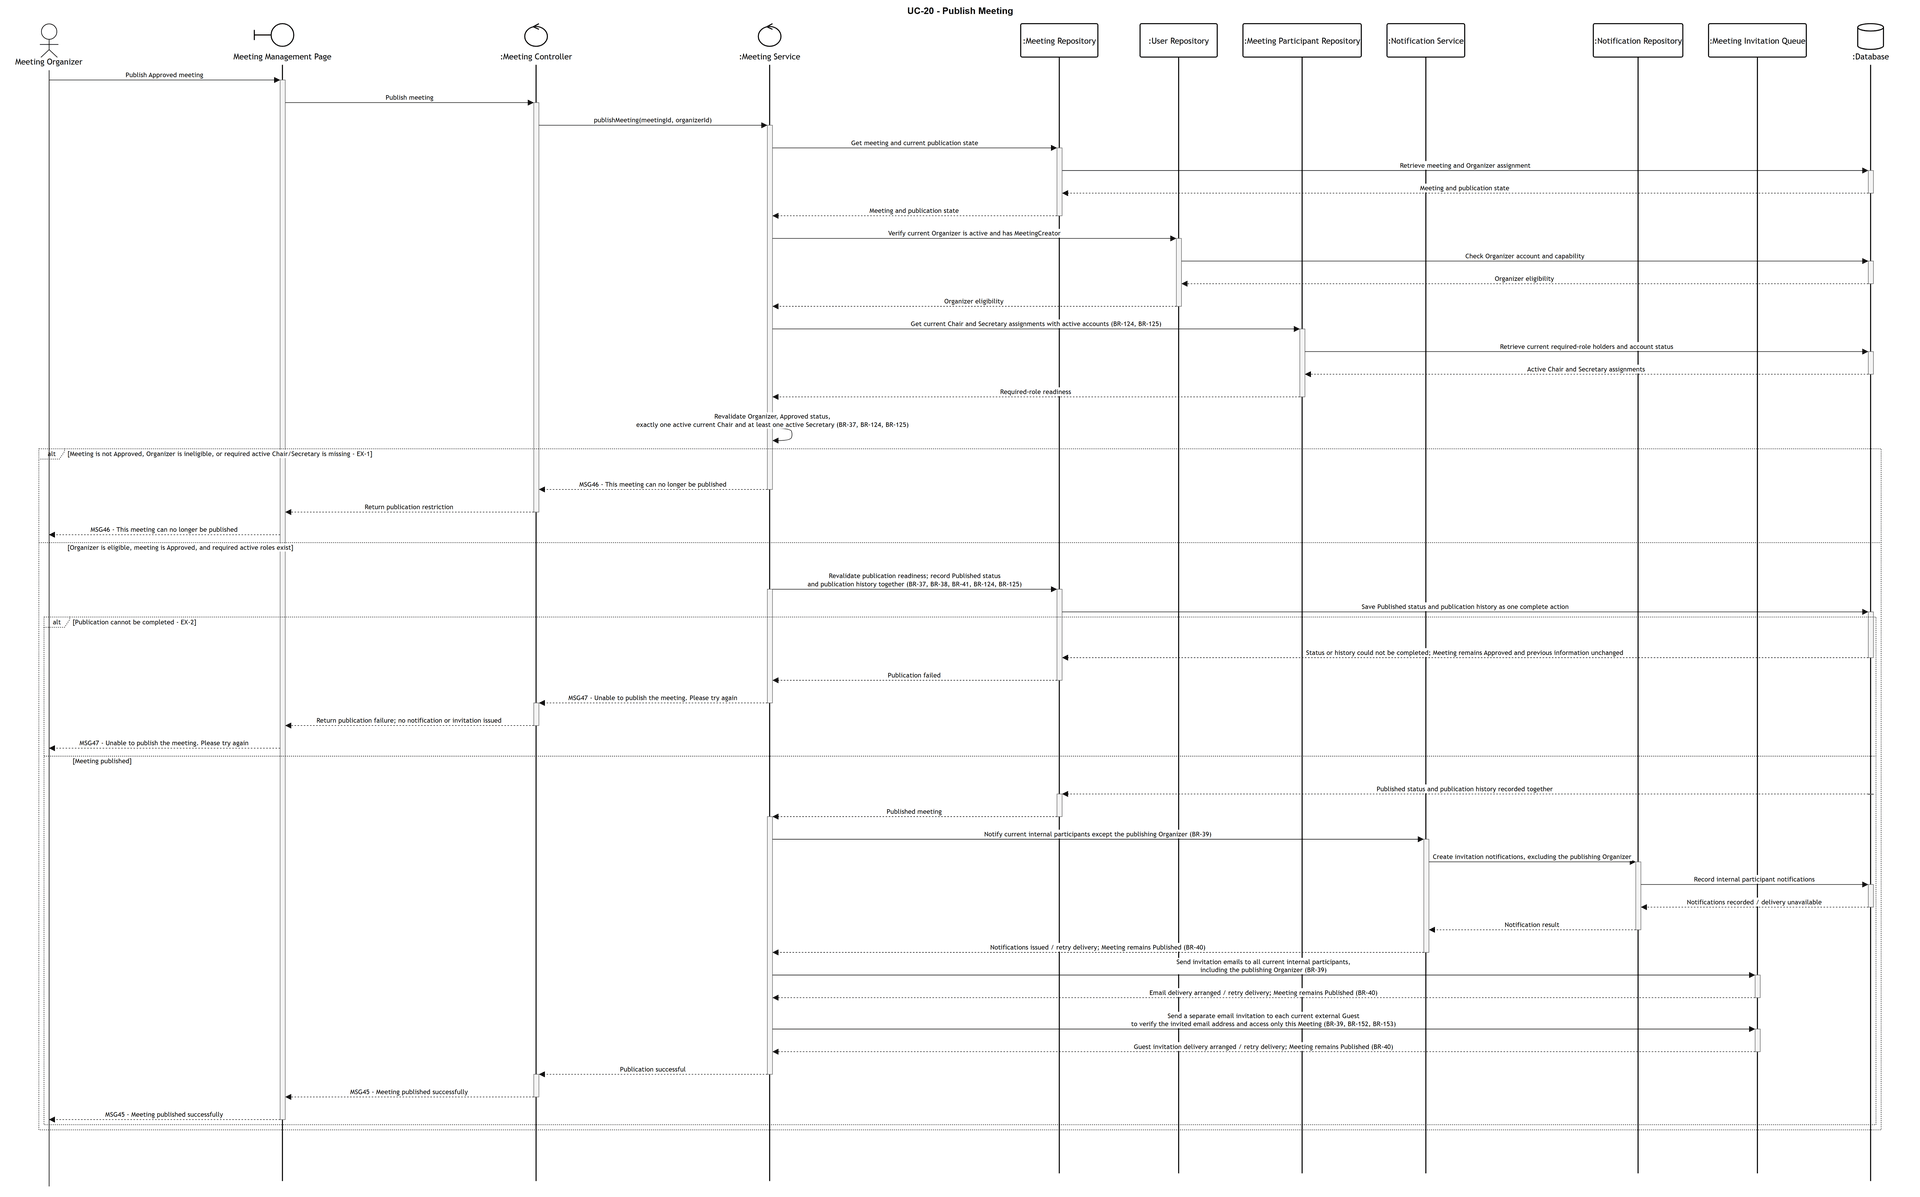 UC-20 - Publish Meeting
Meeting Organizer
Meeting Management Page
:Meeting Controller
:Meeting Service
:Meeting Repository
:User Repository
:Meeting Participant Repository
:Notification Service
:Notification Repository
:Meeting Invitation Queue
:Database
Publish Approved meeting
Publish meeting
publishMeeting(meetingId, organizerId)
Get meeting and current publication state
Retrieve meeting and Organizer assignment
Meeting and publication state
Meeting and publication state
Verify current Organizer is active and has MeetingCreator
Check Organizer account and capability
Organizer eligibility
Organizer eligibility
Get current Chair and Secretary assignments with active accounts (BR-124, BR-125)
Retrieve current required-role holders and account status
Active Chair and Secretary assignments
Required-role readiness
Revalidate Organizer, Approved status,
exactly one active current Chair and at least one active Secretary (BR-37, BR-124, BR-125)
alt
[Meeting is not Approved, Organizer is ineligible, or required active Chair/Secretary is missing - EX-1]
MSG46 - This meeting can no longer be published
Return publication restriction
MSG46 - This meeting can no longer be published
[Organizer is eligible, meeting is Approved, and required active roles exist]
Revalidate publication readiness; record Published status
and publication history together (BR-37, BR-38, BR-41, BR-124, BR-125)
Save Published status and publication history as one complete action
alt
[Publication cannot be completed - EX-2]
Status or history could not be completed; Meeting remains Approved and previous information unchanged
Publication failed
MSG47 - Unable to publish the meeting. Please try again
Return publication failure; no notification or invitation issued
MSG47 - Unable to publish the meeting. Please try again
[Meeting published]
Published status and publication history recorded together
Published meeting
Notify current internal participants except the publishing Organizer (BR-39)
Create invitation notifications, excluding the publishing Organizer
Record internal participant notifications
Notifications recorded / delivery unavailable
Notification result
Notifications issued / retry delivery; Meeting remains Published (BR-40)
Send invitation emails to all current internal participants,
including the publishing Organizer (BR-39)
Email delivery arranged / retry delivery; Meeting remains Published (BR-40)
Send a separate email invitation to each current external Guest
to verify the invited email address and access only this Meeting (BR-39, BR-152, BR-153)
Guest invitation delivery arranged / retry delivery; Meeting remains Published (BR-40)
Publication successful
MSG45 - Meeting published successfully
MSG45 - Meeting published successfully